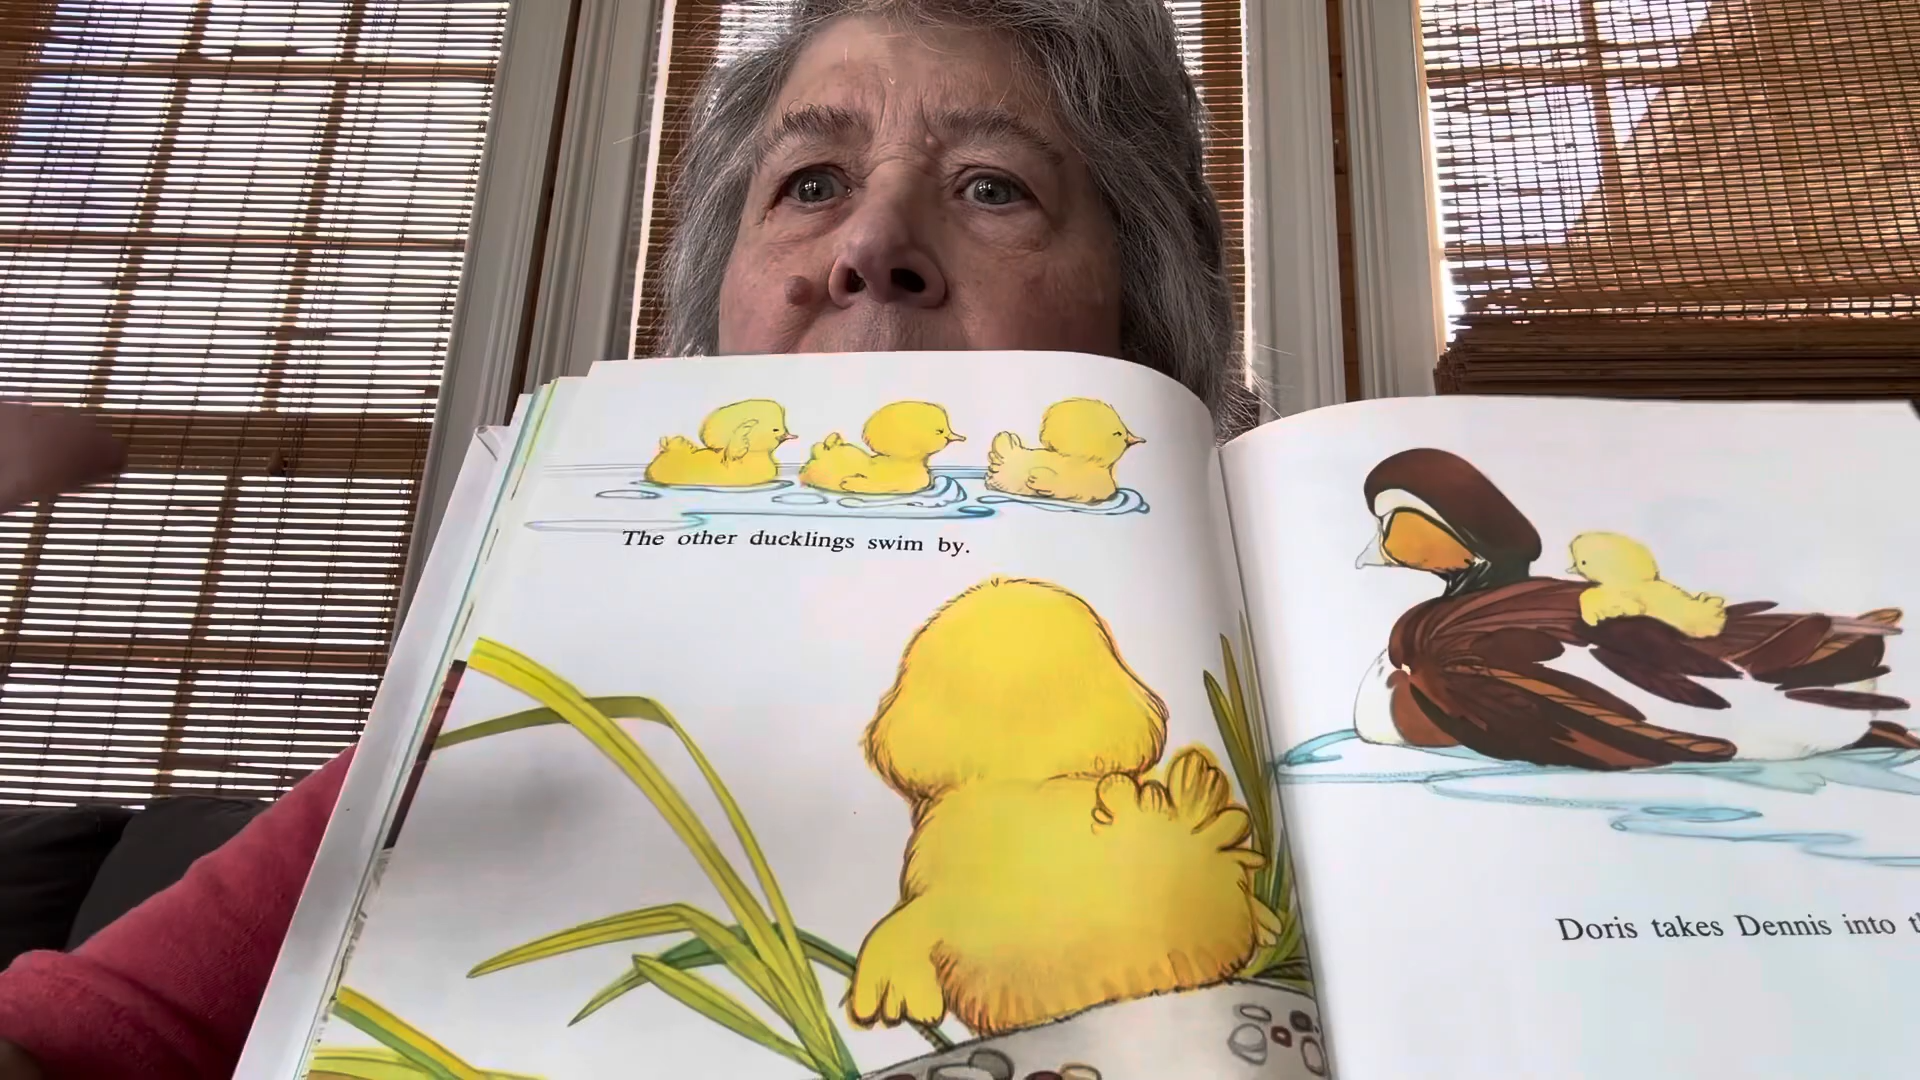 The other ducklings swim by.
Doris takes Dennis into